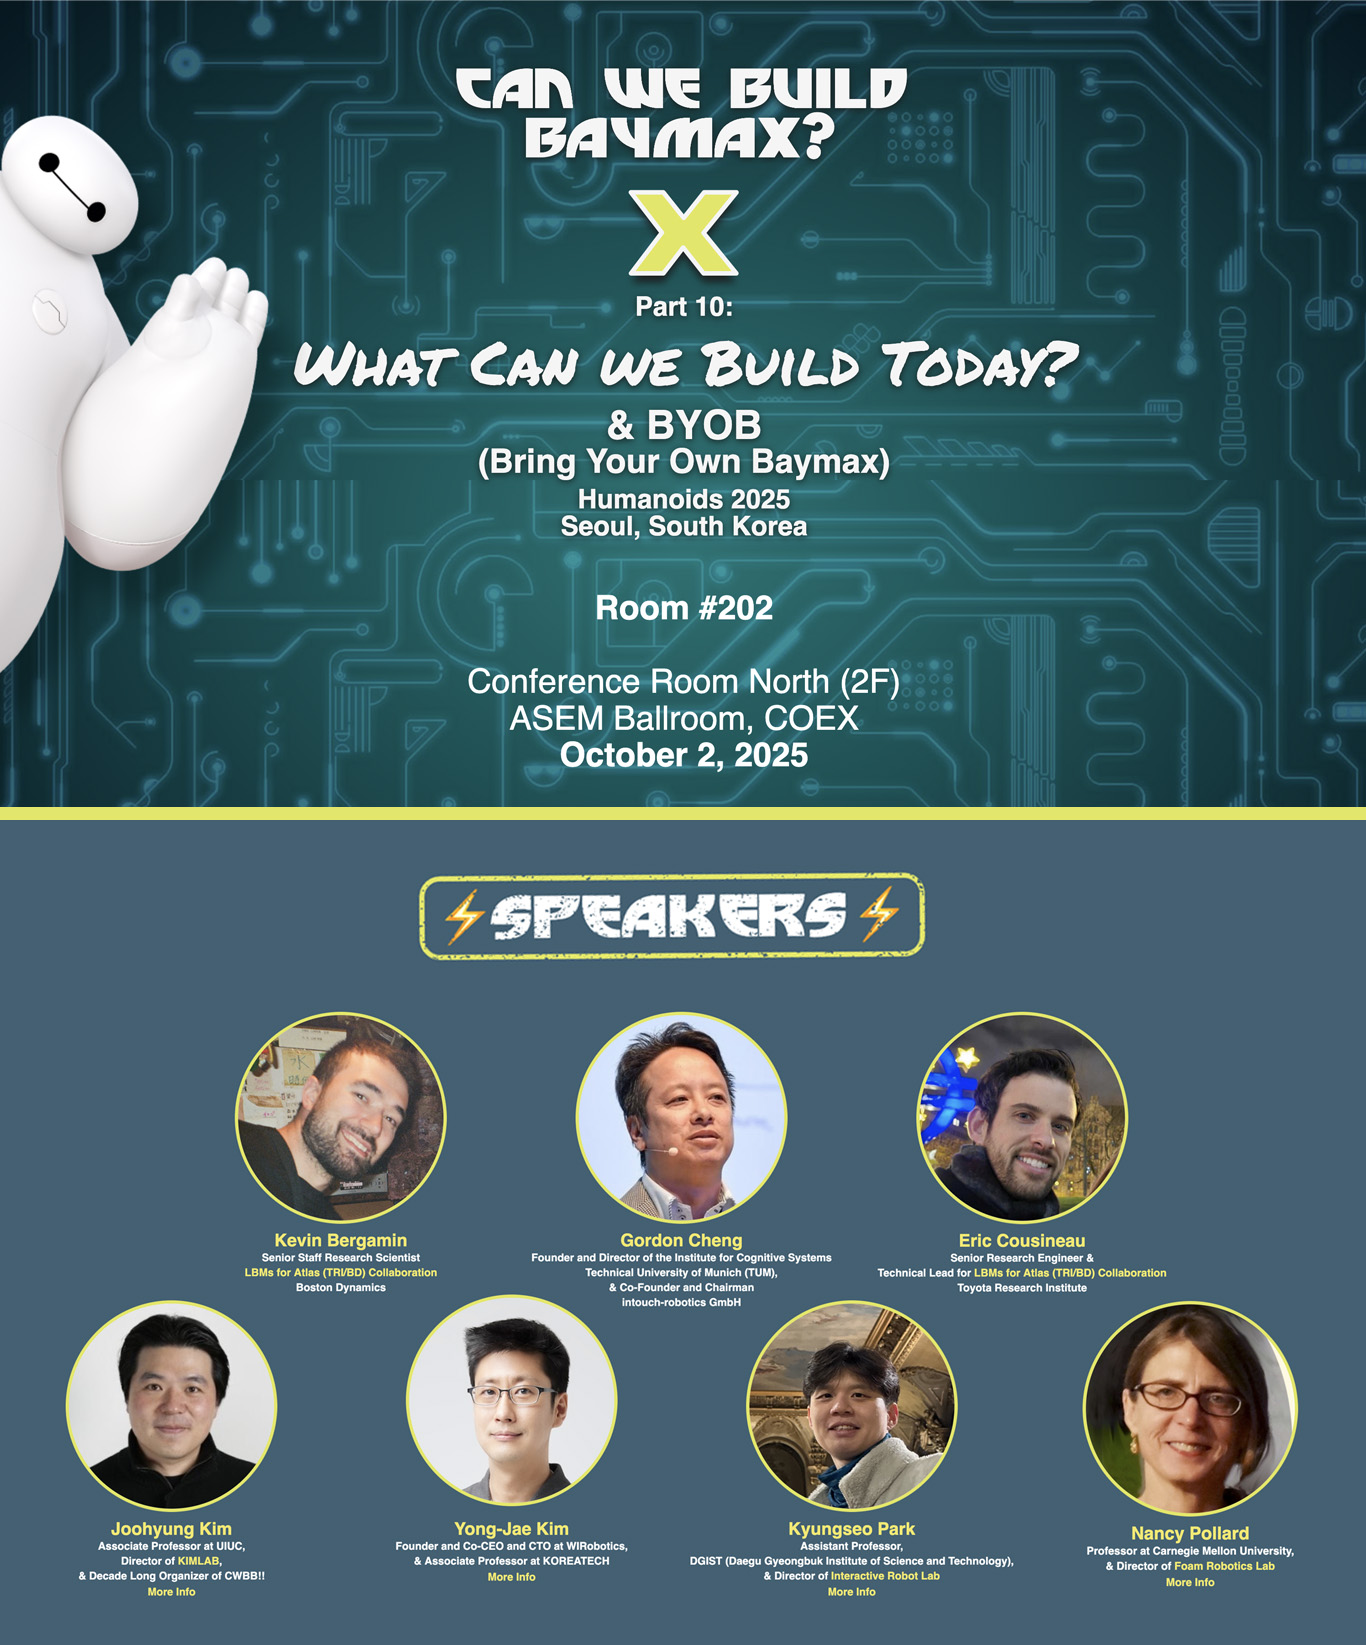 CAN WE BUILD
BAYMAX?
X
Part 10:
WHAT CAN WE BUILD TODAY?
& BYOB
(Bring Your Own Baymax)
Humanoids 2025
Seoul, South Korea
Room #202
Conference Room North (2F)
ASEM Ballroom, COEX
October 2, 2025
SPEAKERS
Kevin Bergamin
Senior Staff Research Scientist
LBMs for Atlas (TRI/BD) Collaboration
Boston Dynamics
Gordon Cheng
Founder and Director of the Institute for Cognitive Systems
Technical University of Munich (TUM),
& Co-Founder and Chairman
intouch-robotics GmbH
Eric Cousineau
Senior Research Engineer &
Technical Lead for LBMs for Atlas (TRI/BD) Collaboration
Toyota Research Institute
Joohyung Kim
Associate Professor at UIUC,
Director of KIMLAB,
& Decade Long Organizer of CWBB!!
More Info
Yong-Jae Kim
Founder and Co-CEO and CTO at WIRobotics,
& Associate Professor at KOREATECH
More Info
Kyungseo Park
Assistant Professor,
DGIST (Daegu Gyeongbuk Institute of Science and Technology),
& Director of Interactive Robot Lab
More Info
Nancy Pollard
Professor at Carnegie Mellon University,
& Director of Foam Robotics Lab
More Info